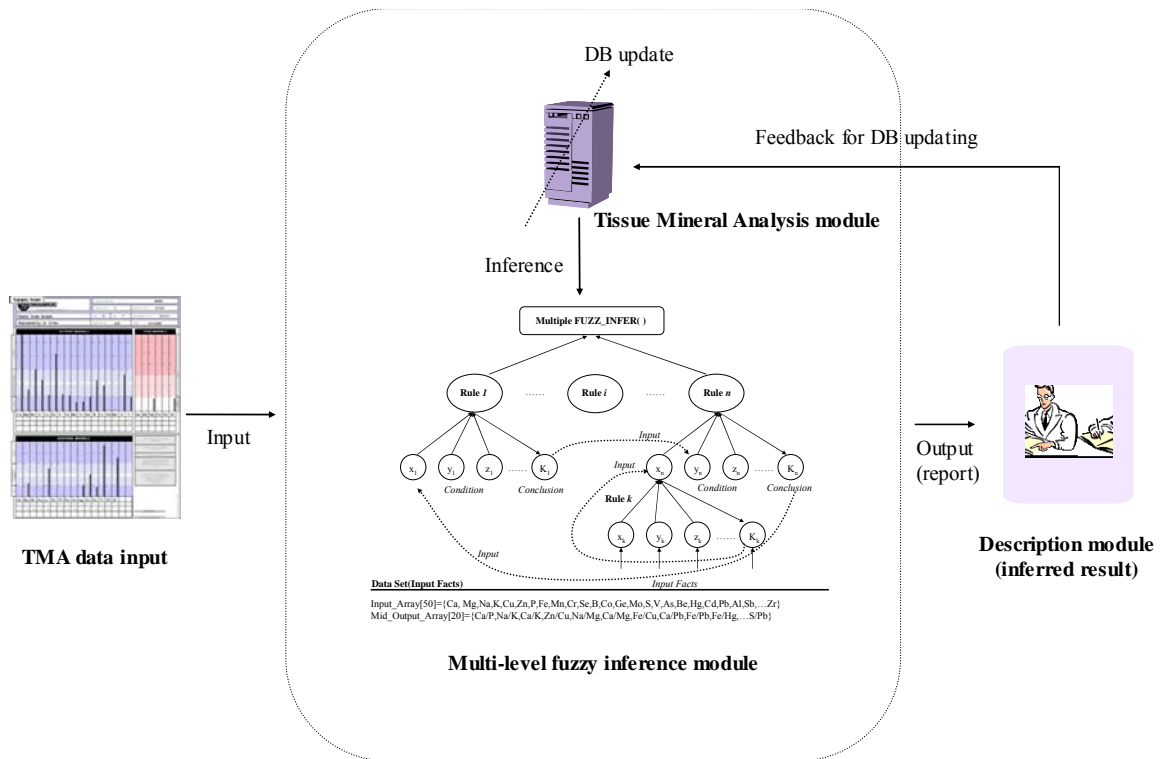 DB update
Feedback for DB updating
Tissue Mineral Analysis module
Inference
Multiple FUZZ_INFER( )
Rule 1 ...... Rule i ...... Rule n
Input
Input
x1 y1 z1 ...... K1
xn yn zn ...... Kn
Condition Conclusion
Condition Conclusion
Rule k
xk yk zk ...... Kk
Input
Input Facts
Data Set(Input Facts)
Input_Array[50]={Ca, Mg,Na,K,Cu,Zn,P,Fe,Mn,Cr,Se,B,Co,Ge,Mo,S,V,As,Be,Hg,Cd,Pb,Al,Sb,…Zr}
Mid_Output_Array[20]={Ca/P,Na/K,Ca/K,Zn/Cu,Na/Mg,Ca/Mg,Fe/Cu,Ca/Pb,Fe/Pb,Fe/Hg,…S/Pb}
Multi-level fuzzy inference module
Input
TMA data input
Output
(report)
Description module
(inferred result)